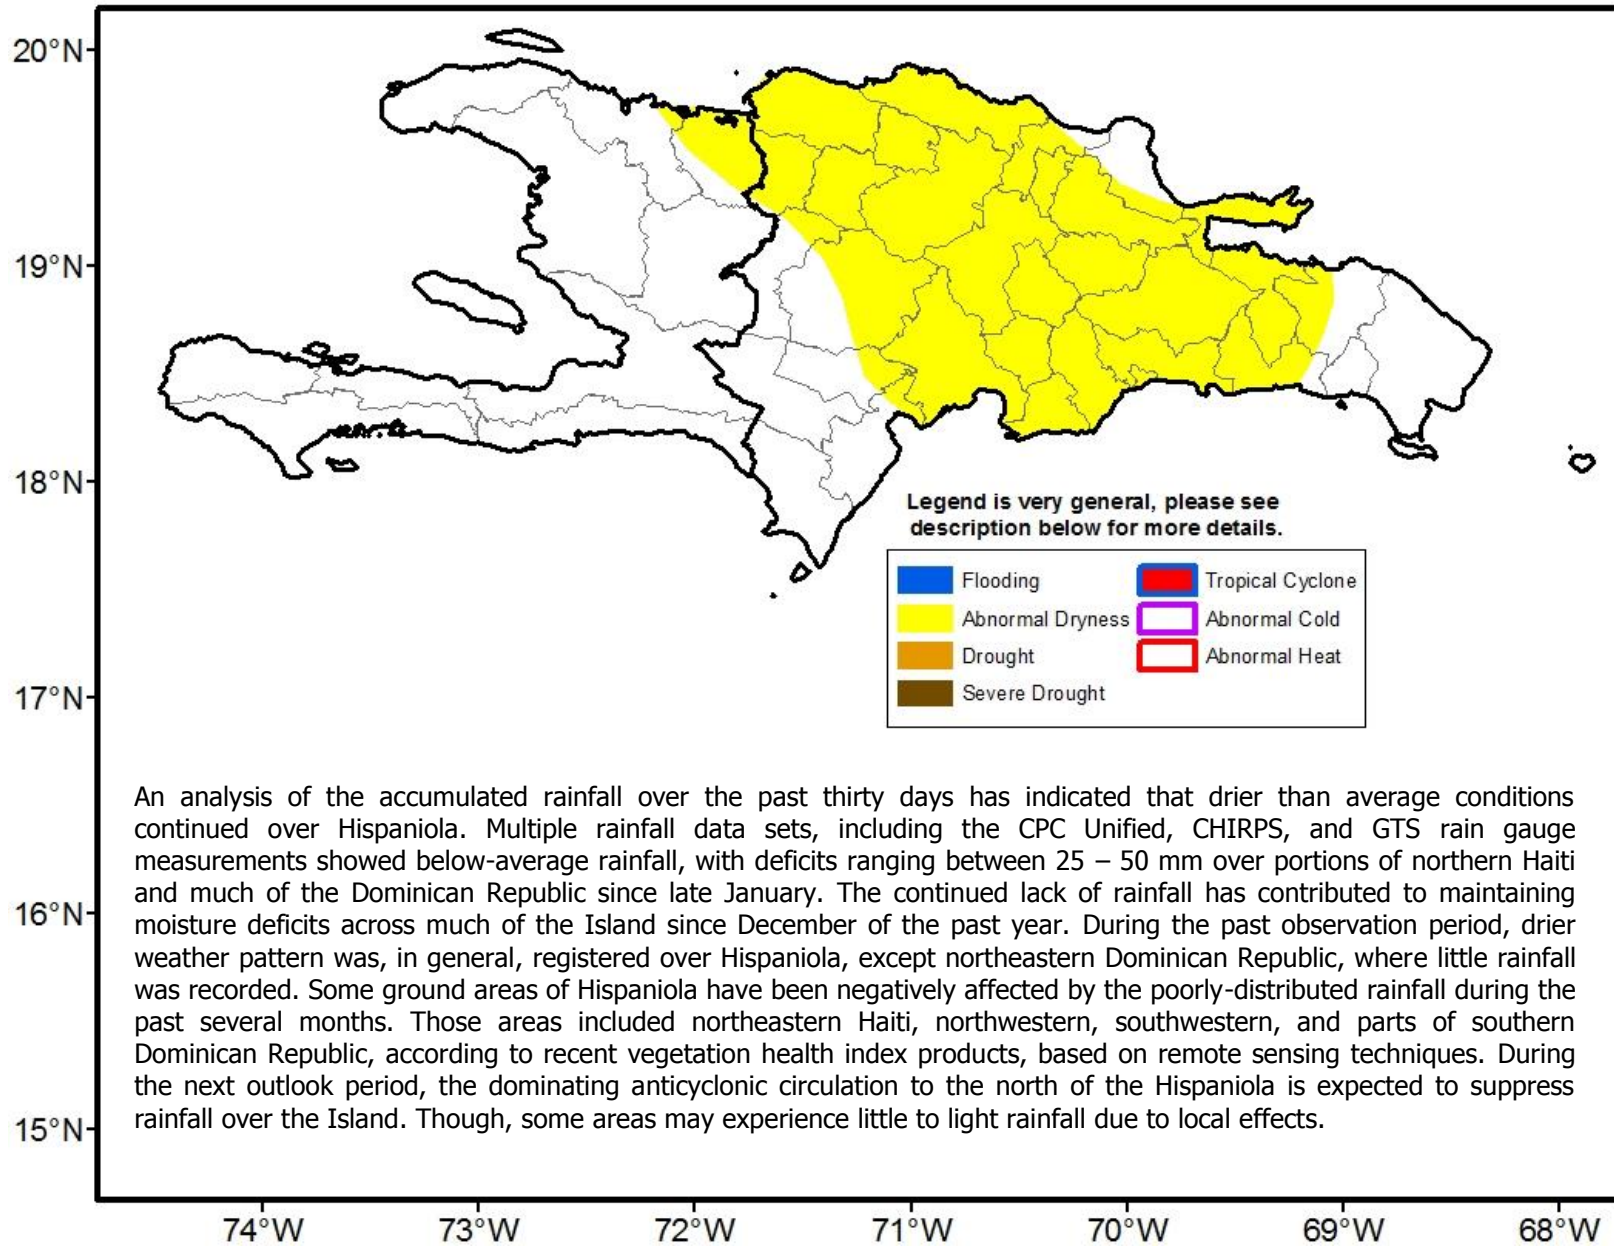 20°N
19°N
18°N
17°N
16°N
15°N
Legend is very general, please see
description below for more details.
Flooding
Abnormal Dryness
Drought
Severe Drought
Tropical Cyclone
Abnormal Cold
Abnormal Heat
An analysis of the accumulated rainfall over the past thirty days has indicated that drier than average conditions
continued over Hispaniola. Multiple rainfall data sets, including the CPC Unified, CHIRPS, and GTS rain gauge
measurements showed below-average rainfall, with deficits ranging between 25 – 50 mm over portions of northern Haiti
and much of the Dominican Republic since late January. The continued lack of rainfall has contributed to maintaining
moisture deficits across much of the Island since December of the past year. During the past observation period, drier
weather pattern was, in general, registered over Hispaniola, except northeastern Dominican Republic, where little rainfall
was recorded. Some ground areas of Hispaniola have been negatively affected by the poorly-distributed rainfall during the
past several months. Those areas included northeastern Haiti, northwestern, southwestern, and parts of southern
Dominican Republic, according to recent vegetation health index products, based on remote sensing techniques. During
the next outlook period, the dominating anticyclonic circulation to the north of the Hispaniola is expected to suppress
rainfall over the Island. Though, some areas may experience little to light rainfall due to local effects.
74°W
73°W
72°W
71°W
70°W
69°W
68°W